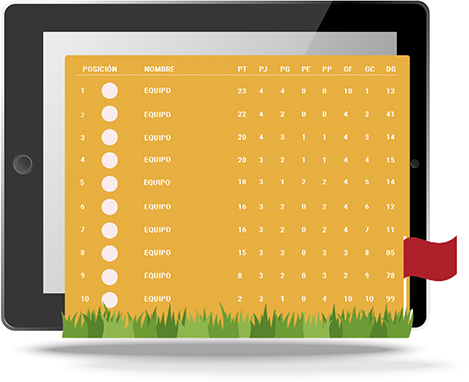 POSICIÓN NOMBRE PT PJ PG PE PP GF GC DG
1 EQUIPO 23 4 4 0 0 10 1 13
2 EQUIPO 22 4 2 0 0 4 2 41
3 EQUIPO 20 4 3 1 1 4 3 14
4 EQUIPO 20 3 2 1 1 4 4 15
5 EQUIPO 18 3 1 2 2 4 5 14
6 EQUIPO 16 3 2 0 2 4 6 12
7 EQUIPO 16 3 2 0 2 4 7 11
8 EQUIPO 15 3 3 0 3 3 8 05
9 EQUIPO 8 3 2 0 3 2 9 78
10 EQUIPO 2 3 1 0 4 10 10 99